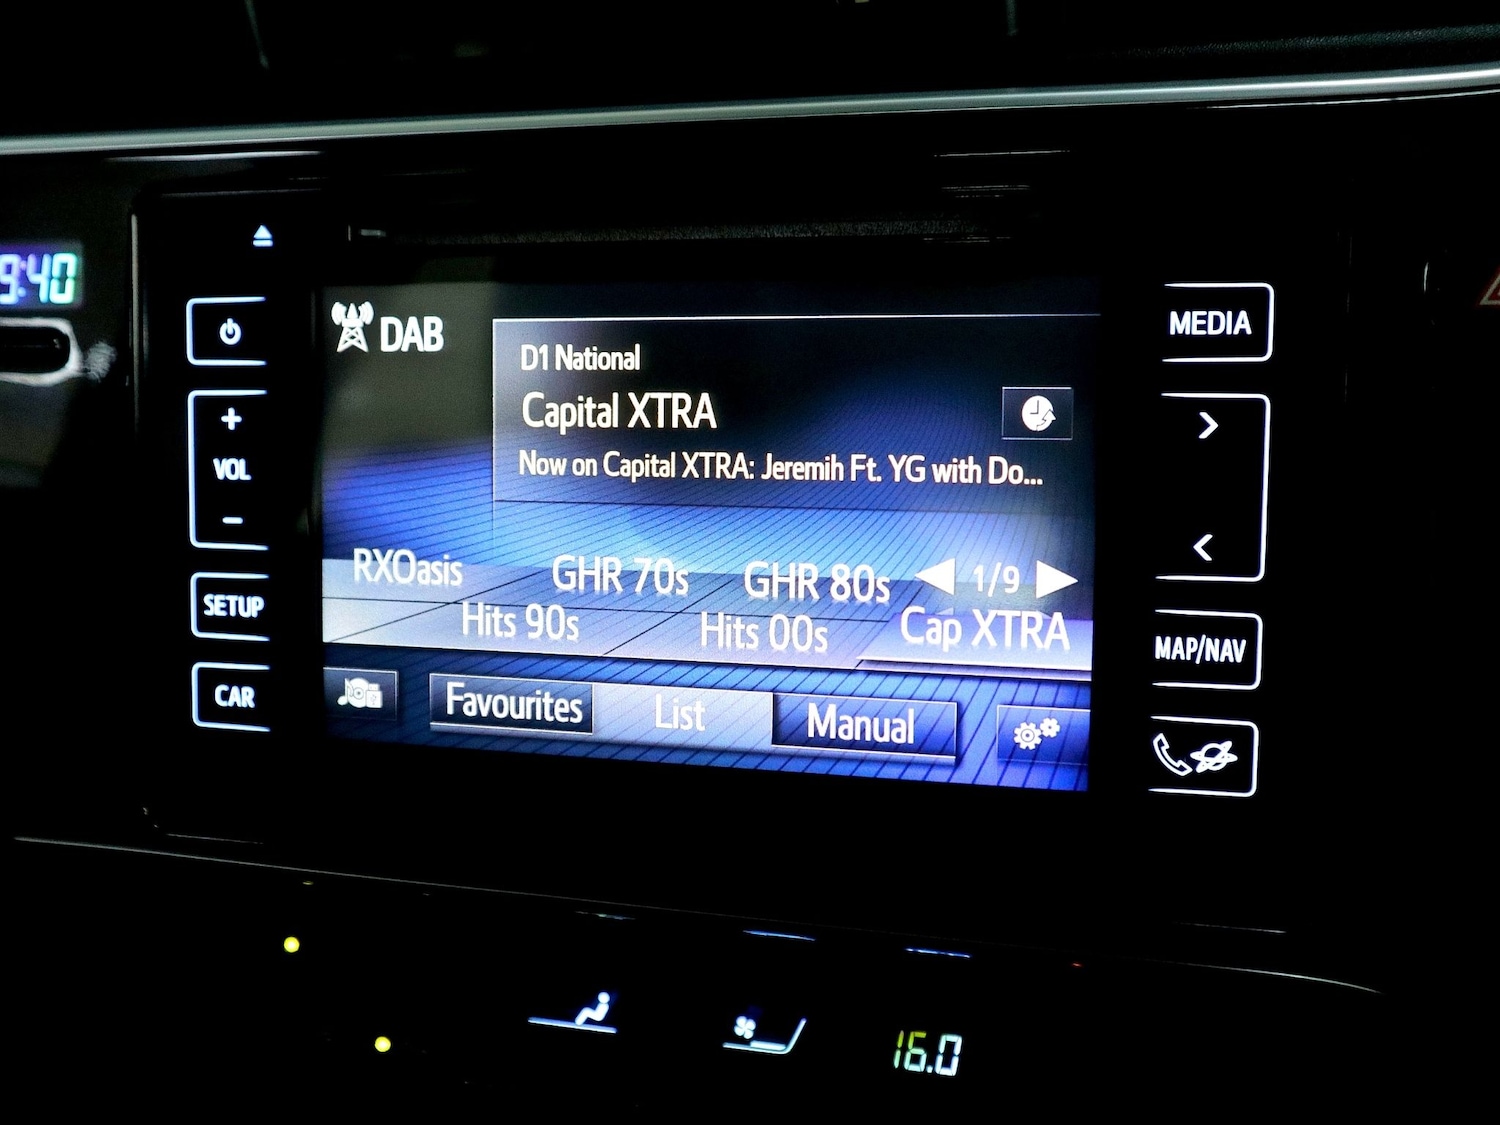 9:40
DAB
D1 National
Capital XTRA
Now on Capital XTRA: Jeremih Ft. YG with Do...
RXOasis GHR 70s GHR 80s 1/9
Hits 90s Hits 00s Cap XTRA
Favourites List Manual
+
VOL
-
SETUP
CAR
MEDIA
>
<
MAP/NAV
16.0